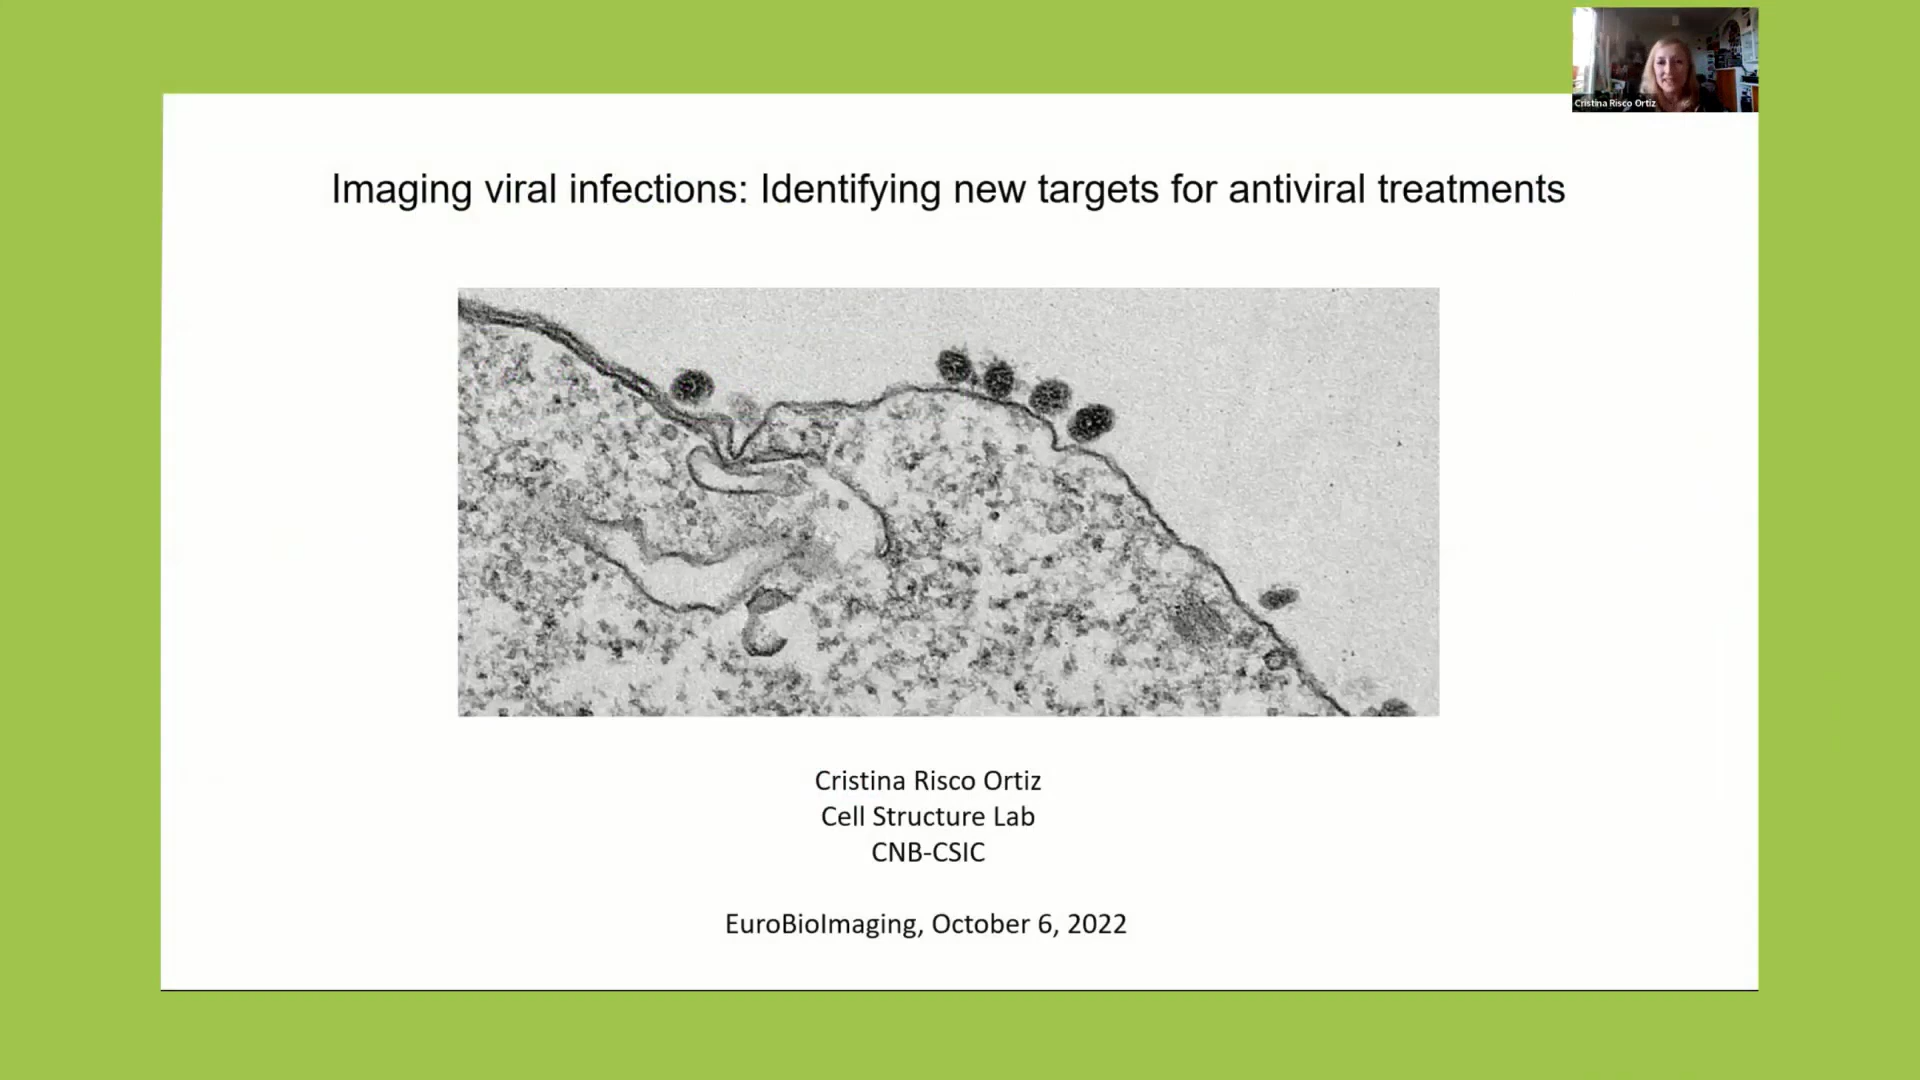 Cristina Risco Ortiz
Imaging viral infections: Identifying new targets for antiviral treatments
Cristina Risco Ortiz
Cell Structure Lab
CNB-CSIC
EuroBioImaging, October 6, 2022